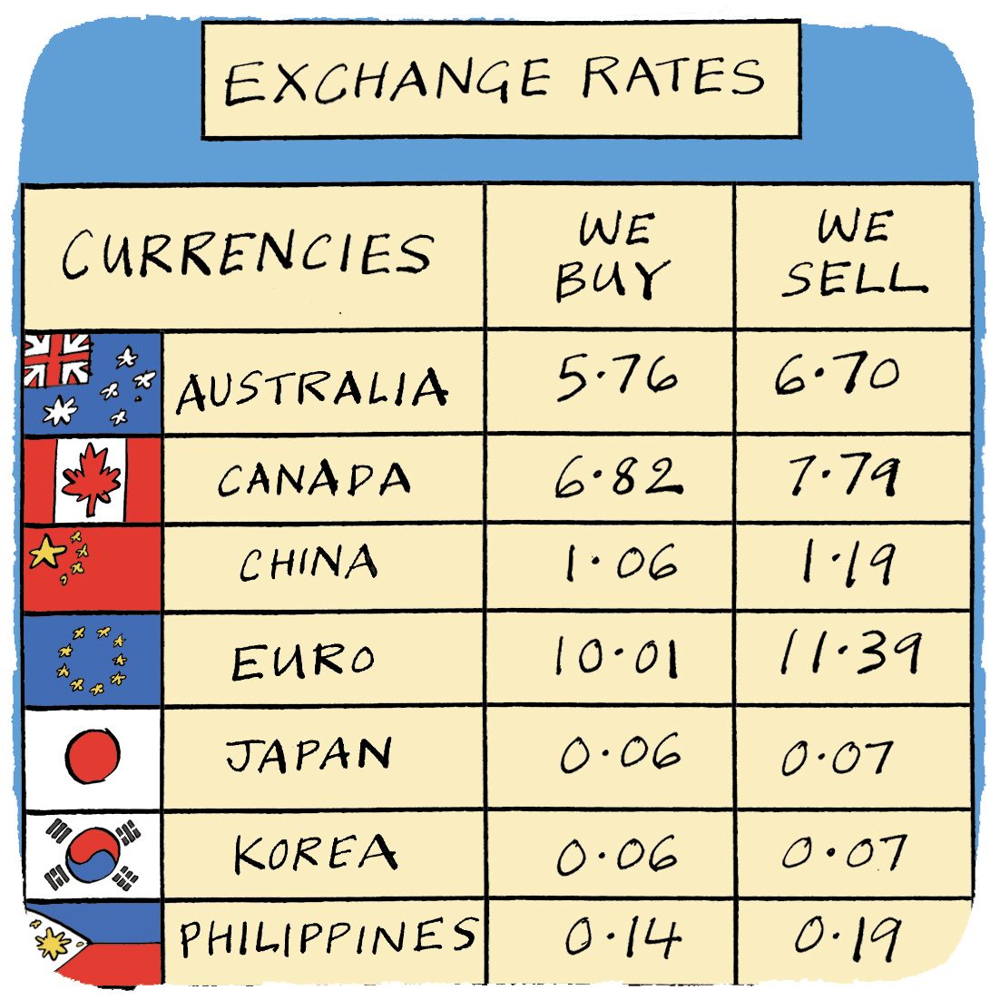 EXCHANGE RATES
CURRENCIES WE BUY WE SELL
AUSTRALIA 5·76 6·70
CANADA 6·82 7·79
CHINA 1·06 1·19
EURO 10·01 11·39
JAPAN 0·06 0·07
KOREA 0·06 0·07
PHILIPPINES 0·14 0·19